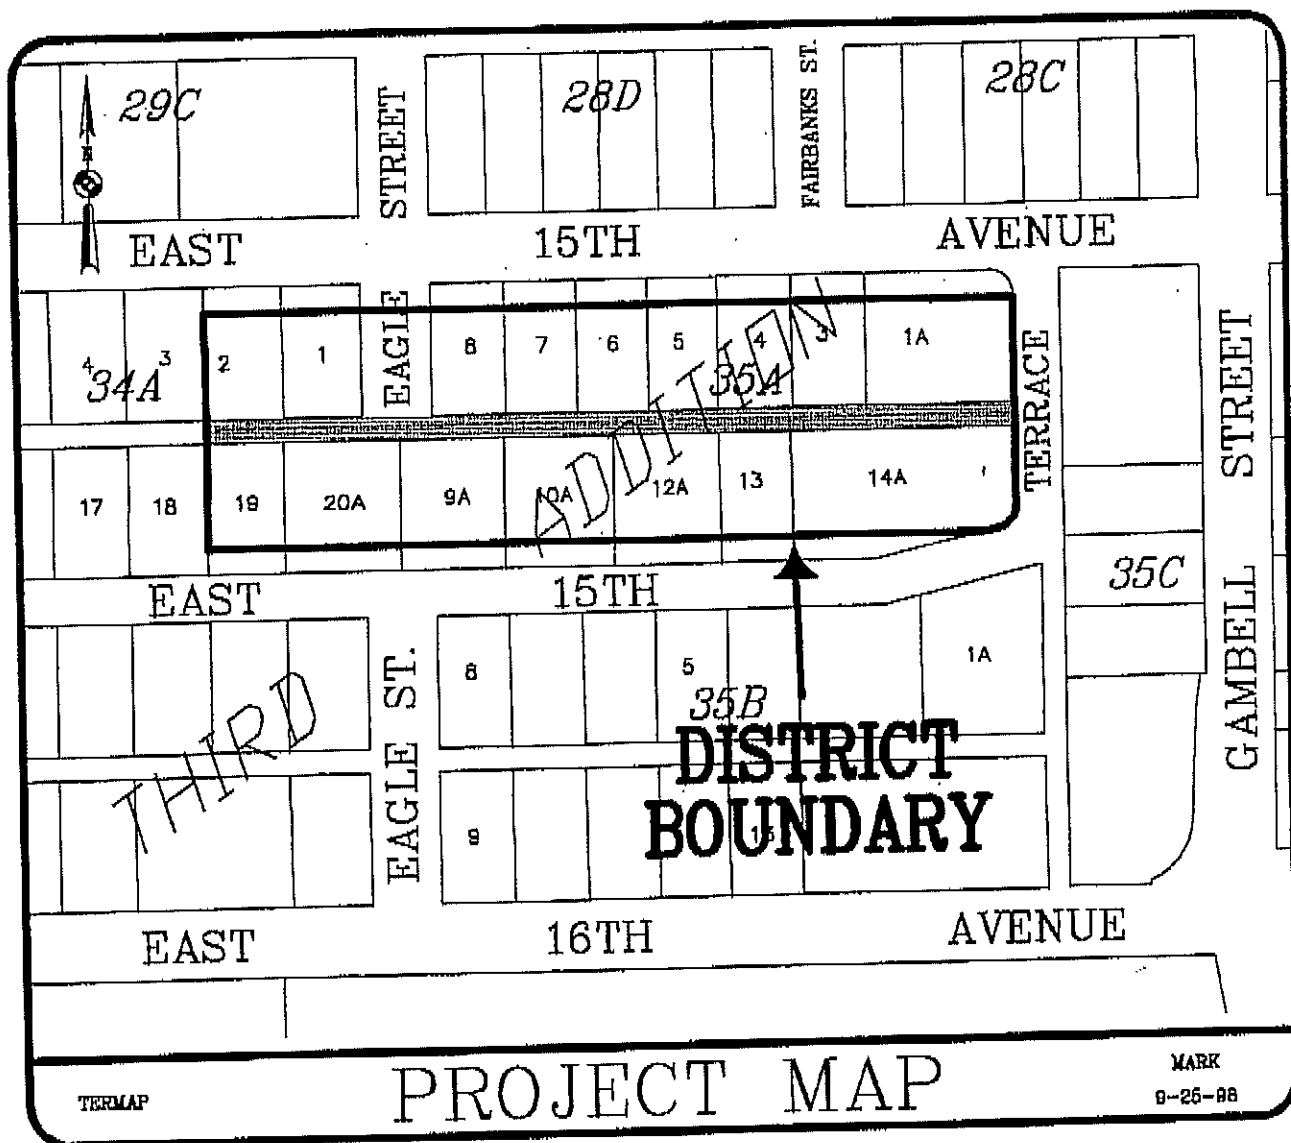 29C
28D
28C
STREET
FAIRBANKS ST.
N
EAST 15TH AVENUE
4 3 2 1 8 7 6 5 4 3 1A
34A
EAGLE
35A
TERRACE
STREET
ADDITION
17 18 19 20A 9A 10A 12A 13 14A 1
EAST 15TH
35C
8 5 1A
35B
EAGLE ST.
GAMBELL
THIRD
DISTRICT
BOUNDARY
9
EAST 16TH AVENUE
PROJECT MAP
TERMAP
MARK
9-25-98